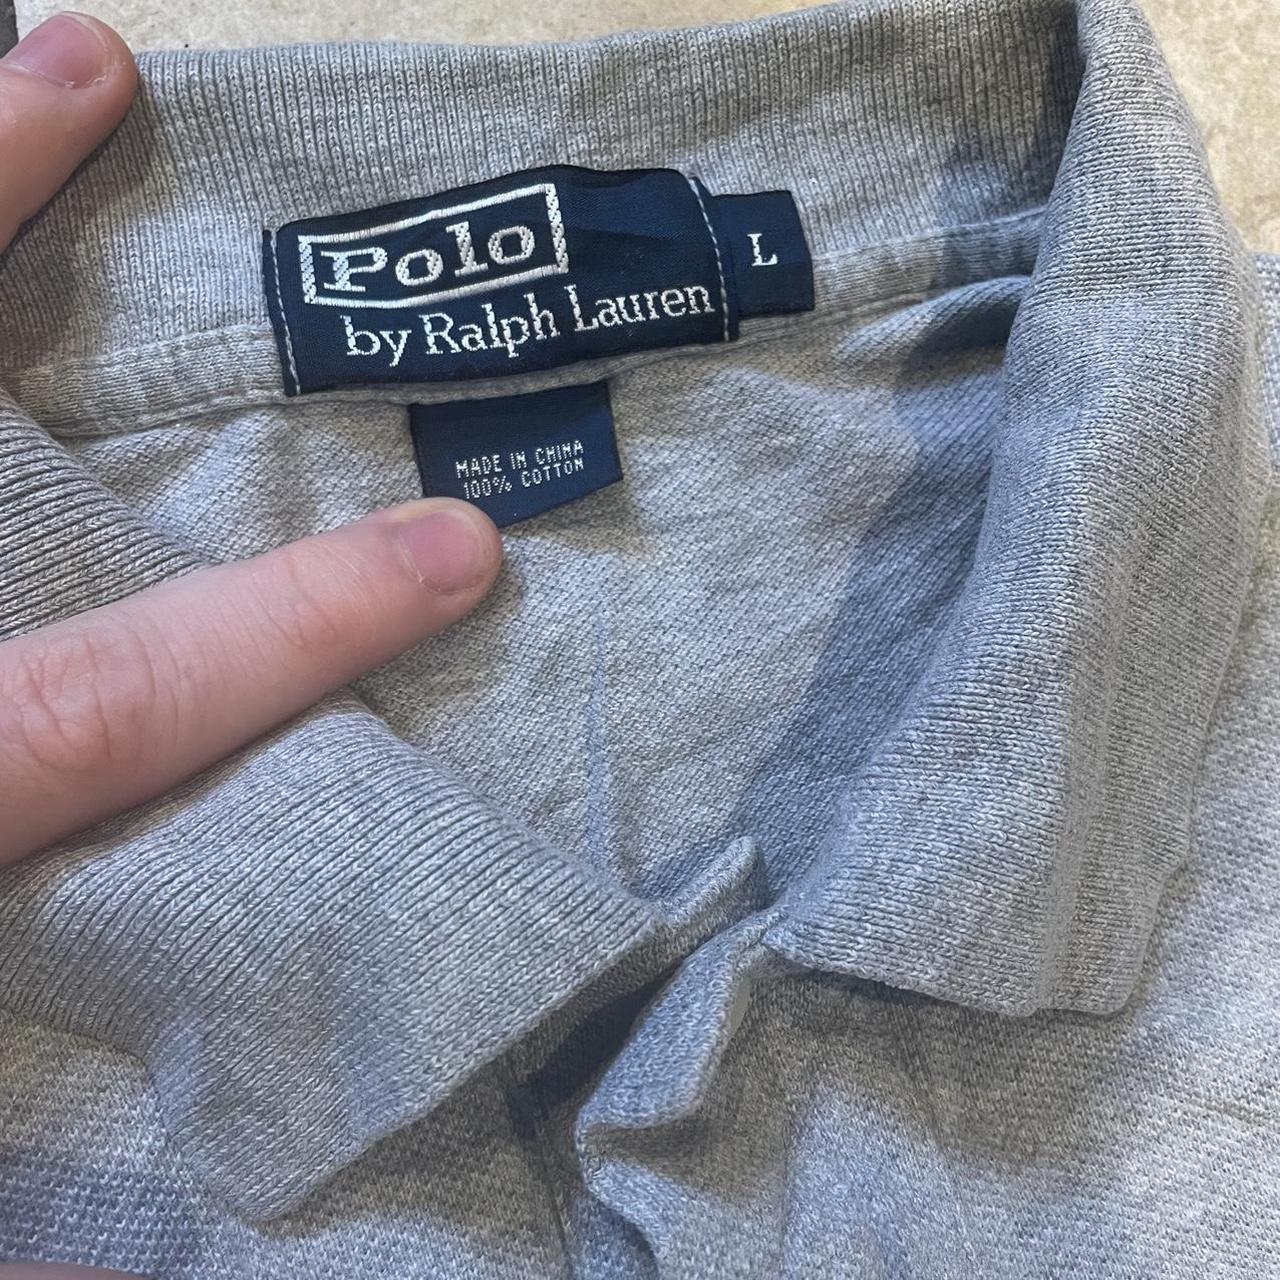 Polo
by Ralph Lauren
L
MADE IN CHINA
100% COTTON